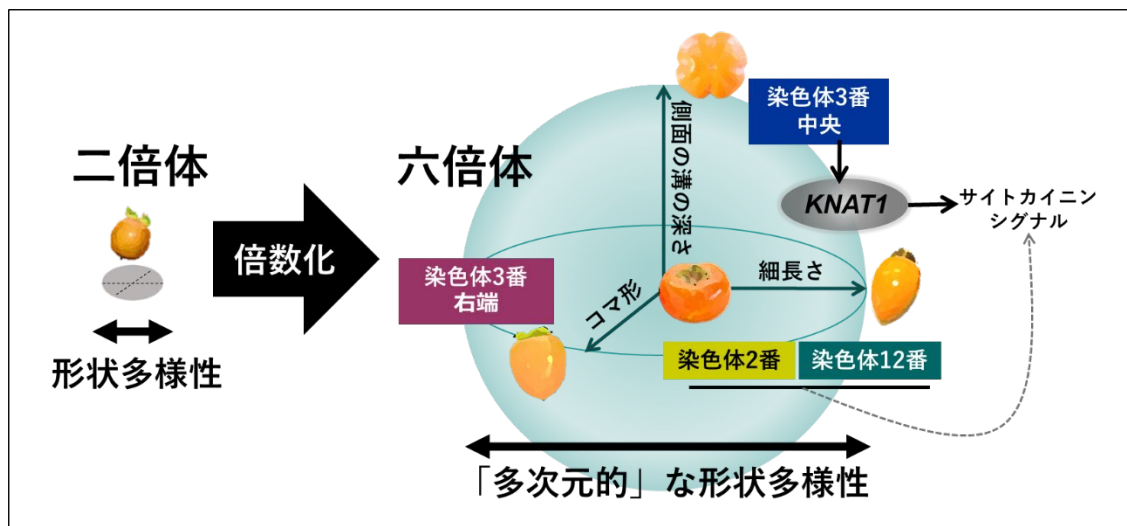 二倍体
形状多様性
倍数化
六倍体
側面の溝の深さ
染色体3番
中央
KNAT1
サイトカイニン
シグナル
染色体3番
右端
コマ形
細長さ
染色体2番
染色体12番
「多次元的」な形状多様性